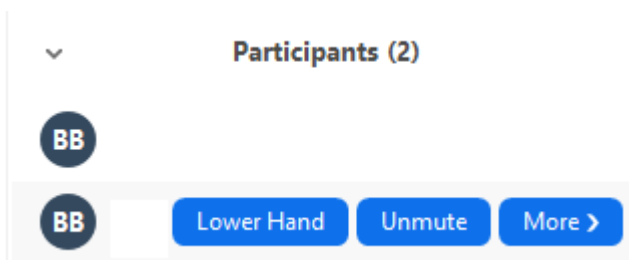 Participants (2)
BB
BB Lower Hand Unmute More ❯